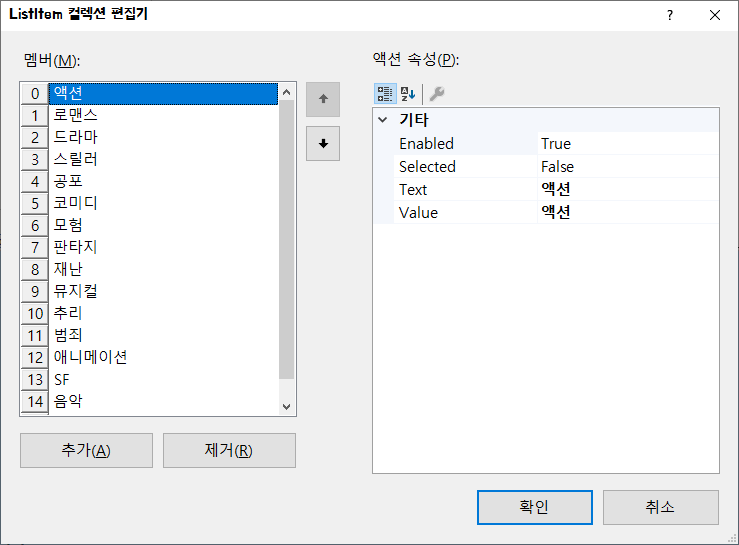 ListItem 컬렉션 편집기
?
멤버(M):
0 액션
1 로맨스
2 드라마
3 스릴러
4 공포
5 코미디
6 모험
7 판타지
8 재난
9 뮤지컬
10 추리
11 범죄
12 애니메이션
13 SF
14 음악
추가(A) 제거(R)
액션 속성(P):
기타
Enabled True
Selected False
Text 액션
Value 액션
확인 취소